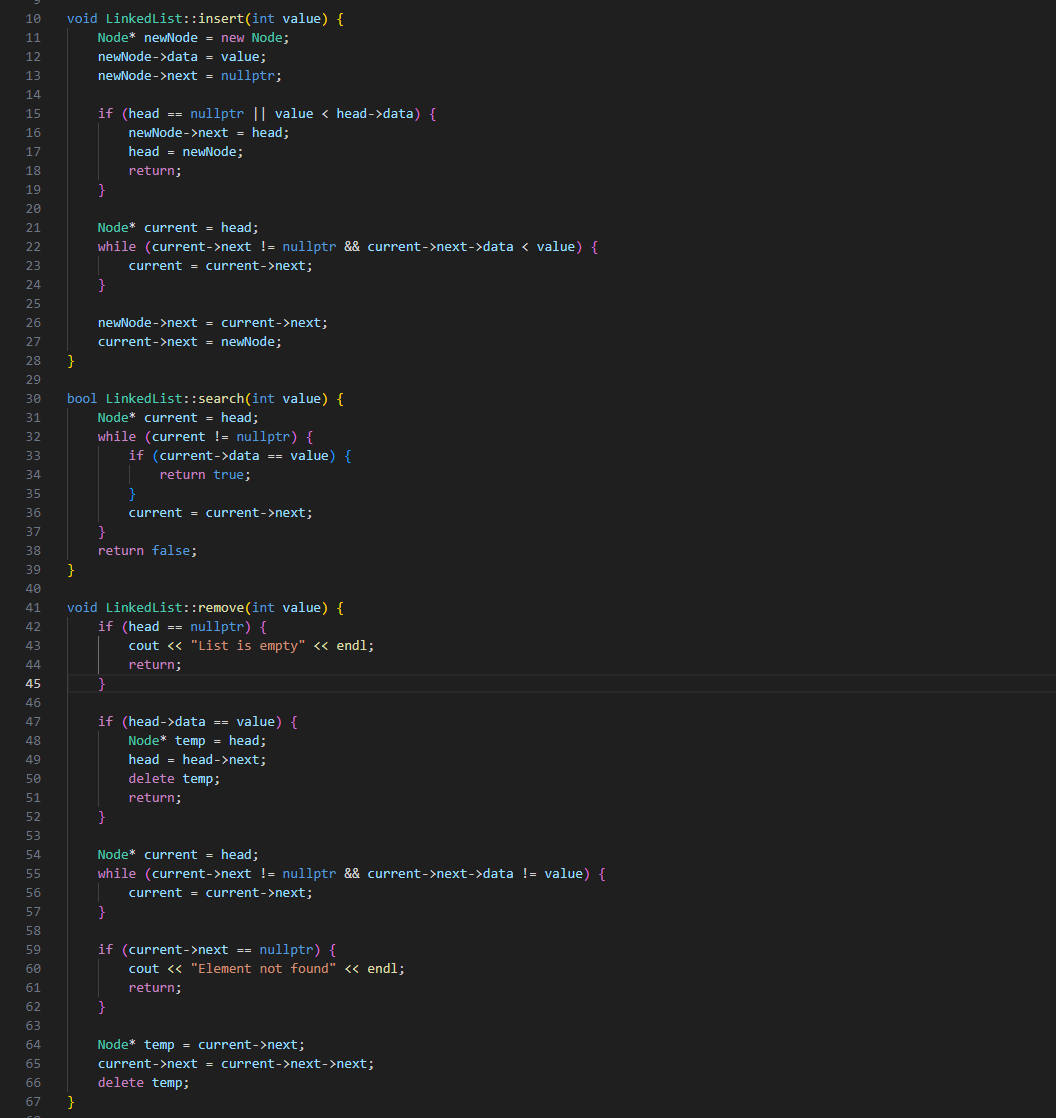 10 void LinkedList::insert(int value) {
11     Node* newNode = new Node;
12     newNode->data = value;
13     newNode->next = nullptr;
14
15     if (head == nullptr || value < head->data) {
16         newNode->next = head;
17         head = newNode;
18         return;
19     }
20
21     Node* current = head;
22     while (current->next != nullptr && current->next->data < value) {
23         current = current->next;
24     }
25
26     newNode->next = current->next;
27     current->next = newNode;
28 }
29
30 bool LinkedList::search(int value) {
31     Node* current = head;
32     while (current != nullptr) {
33         if (current->data == value) {
34             return true;
35         }
36         current = current->next;
37     }
38     return false;
39 }
40
41 void LinkedList::remove(int value) {
42     if (head == nullptr) {
43         cout << "List is empty" << endl;
44         return;
45     }
46
47     if (head->data == value) {
48         Node* temp = head;
49         head = head->next;
50         delete temp;
51         return;
52     }
53
54     Node* current = head;
55     while (current->next != nullptr && current->next->data != value) {
56         current = current->next;
57     }
58
59     if (current->next == nullptr) {
60         cout << "Element not found" << endl;
61         return;
62     }
63
64     Node* temp = current->next;
65     current->next = current->next->next;
66     delete temp;
67 }